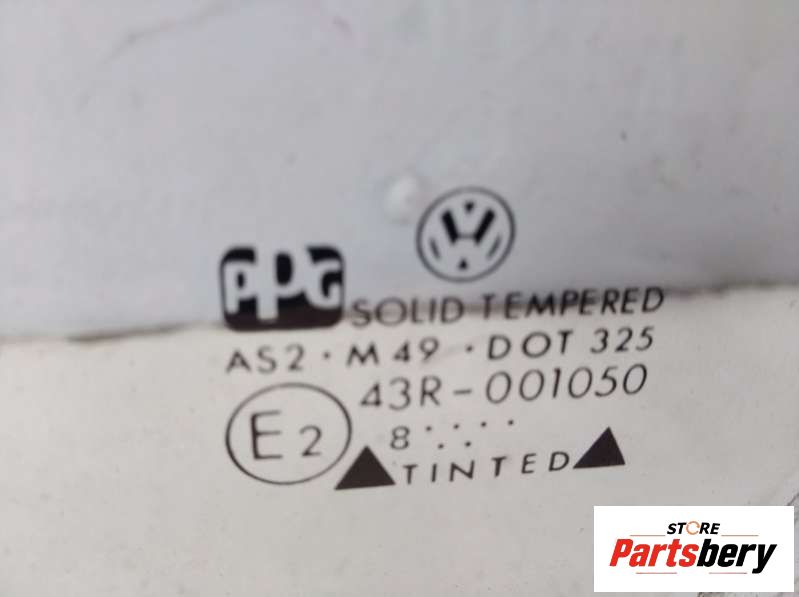 PPG
SOLID TEMPERED
AS2 · M49 · DOT 325
43R-001050
E2
8 ·.:.··
TINTED
STORE
Partsbery